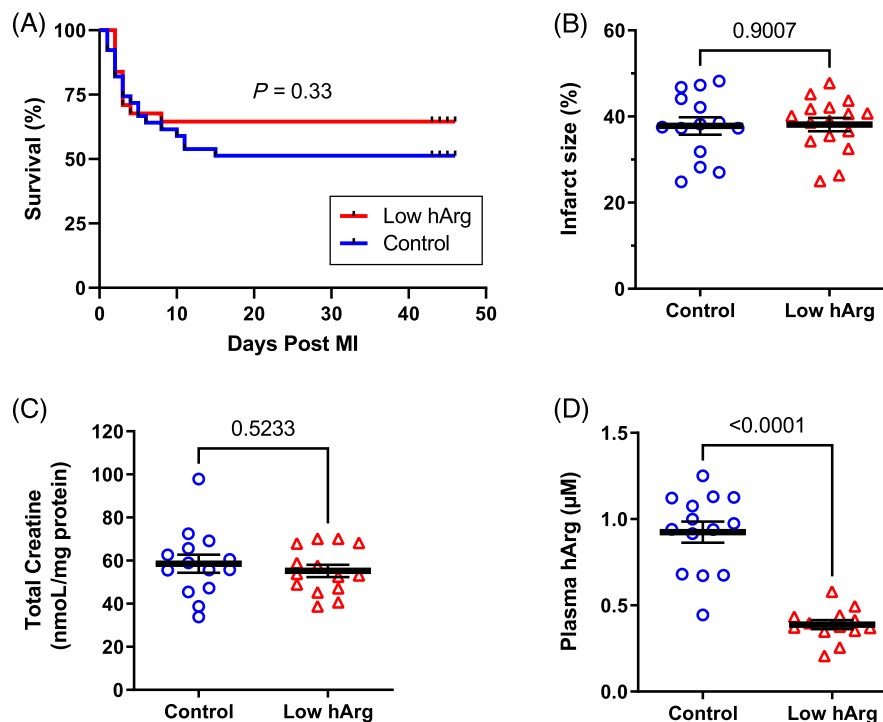 (A)
100
75
50
25
0
Survival (%)
P = 0.33
Low hArg
Control
0 10 20 30 40 50
Days Post MI
(B)
0.9007
60
40
20
0
Infarct size (%)
Control Low hArg
(C)
0.5233
120
100
80
60
40
20
0
Total Creatine
(nmoL/mg protein)
Control Low hArg
(D)
<0.0001
1.5
1.0
0.5
0.0
Plasma hArg (µM)
Control Low hArg